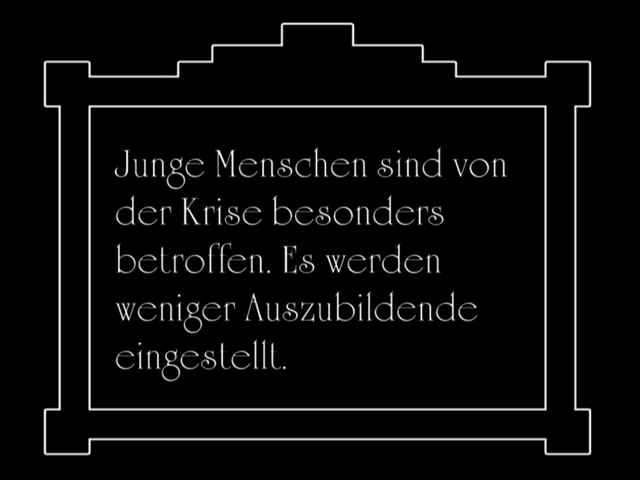 Junge Menschen sind von
der Krise besonders
betroffen. Es werden
weniger Auszubildende
eingestellt.